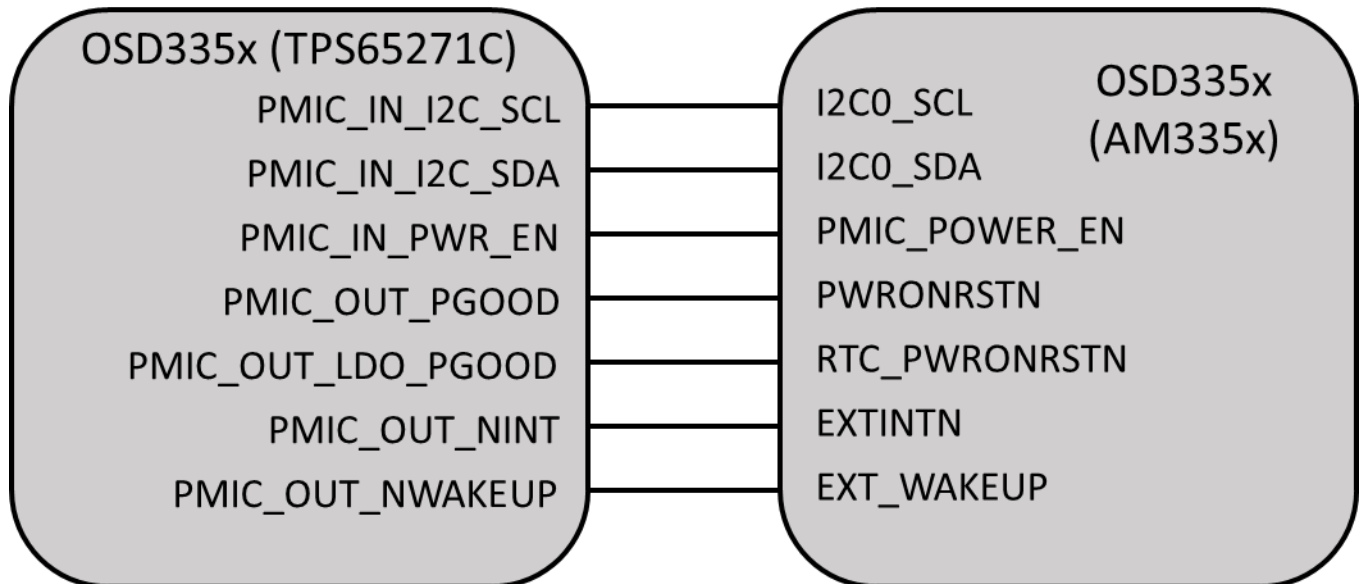 OSD335x (TPS65271C)
PMIC_IN_I2C_SCL
PMIC_IN_I2C_SDA
PMIC_IN_PWR_EN
PMIC_OUT_PGOOD
PMIC_OUT_LDO_PGOOD
PMIC_OUT_NINT
PMIC_OUT_NWAKEUP
OSD335x
(AM335x)
I2C0_SCL
I2C0_SDA
PMIC_POWER_EN
PWRONRSTN
RTC_PWRONRSTN
EXTINTN
EXT_WAKEUP